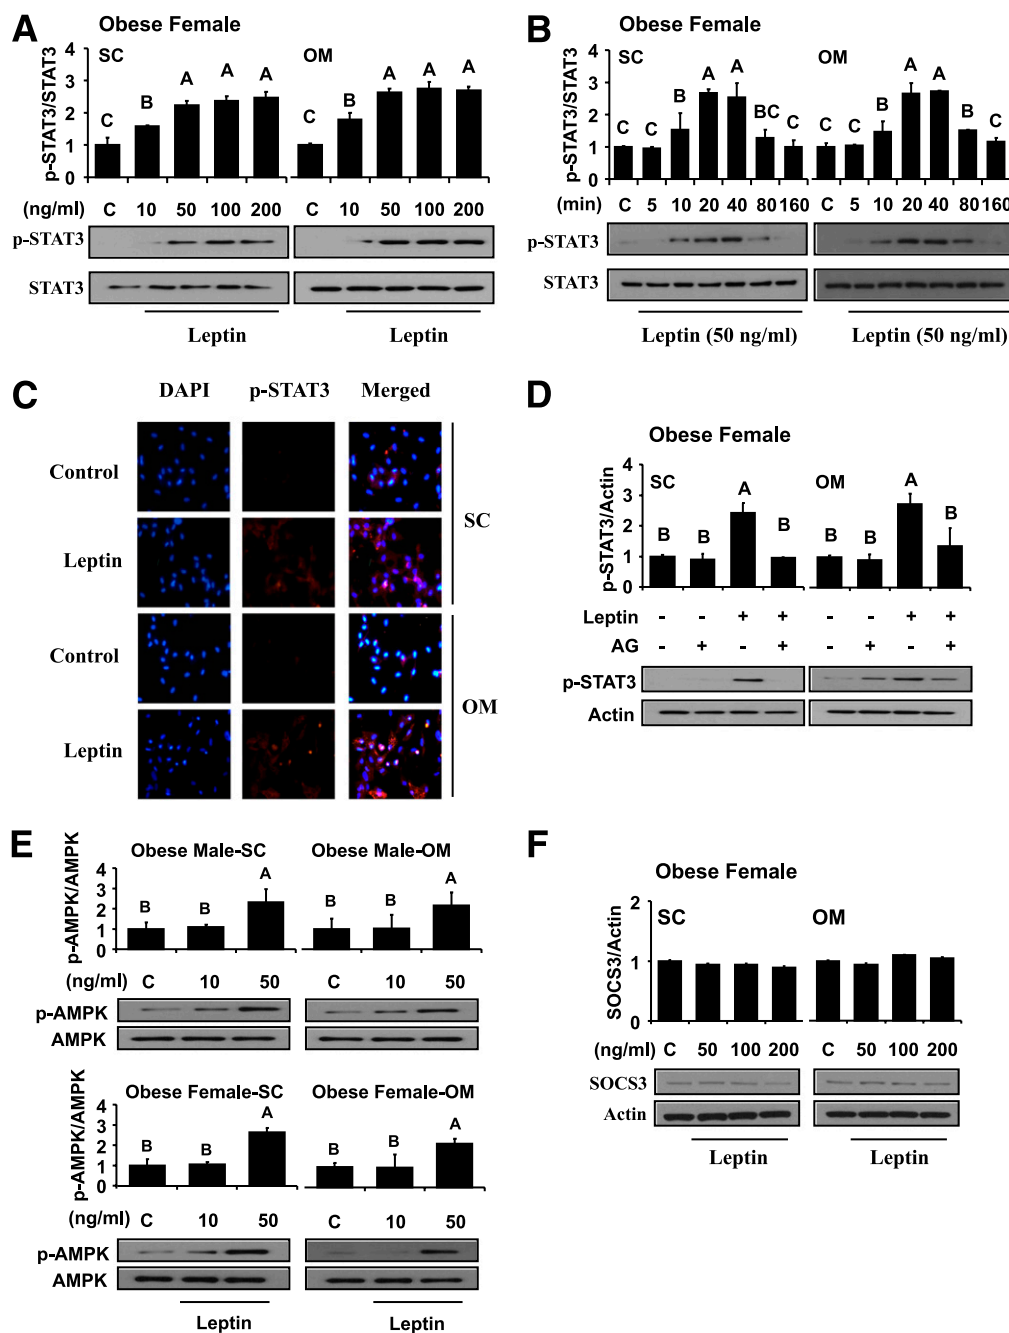 A
Obese Female
SC
OM
p-STAT3/STAT3
4
3
2
1
0
C B A A A
C B A A A
(ng/ml) C 10 50 100 200 C 10 50 100 200
p-STAT3
STAT3
Leptin Leptin
B
Obese Female
SC
OM
p-STAT3/STAT3
4
3
2
1
0
C C B A A BC C
C C B A A B C
(min) C 5 10 20 40 80 160 C 5 10 20 40 80 160
p-STAT3
STAT3
Leptin (50 ng/ml) Leptin (50 ng/ml)
C
DAPI p-STAT3 Merged
Control
Leptin
SC
Control
Leptin
OM
D
Obese Female
SC
OM
p-STAT3/Actin
4
3
2
1
0
B B A B
B B A B
Leptin - - + + - - + +
AG - + - + - + - +
p-STAT3
Actin
E
Obese Male-SC Obese Male-OM
p-AMPK/AMPK
4
3
2
1
0
B B A B B A
(ng/ml) C 10 50 C 10 50
p-AMPK
AMPK
Obese Female-SC Obese Female-OM
p-AMPK/AMPK
4
3
2
1
0
B B A B B A
(ng/ml) C 10 50 C 10 50
p-AMPK
AMPK
Leptin Leptin
F
Obese Female
SC
OM
SOCS3/Actin
2
1
0
(ng/ml) C 50 100 200 C 50 100 200
SOCS3
Actin
Leptin Leptin